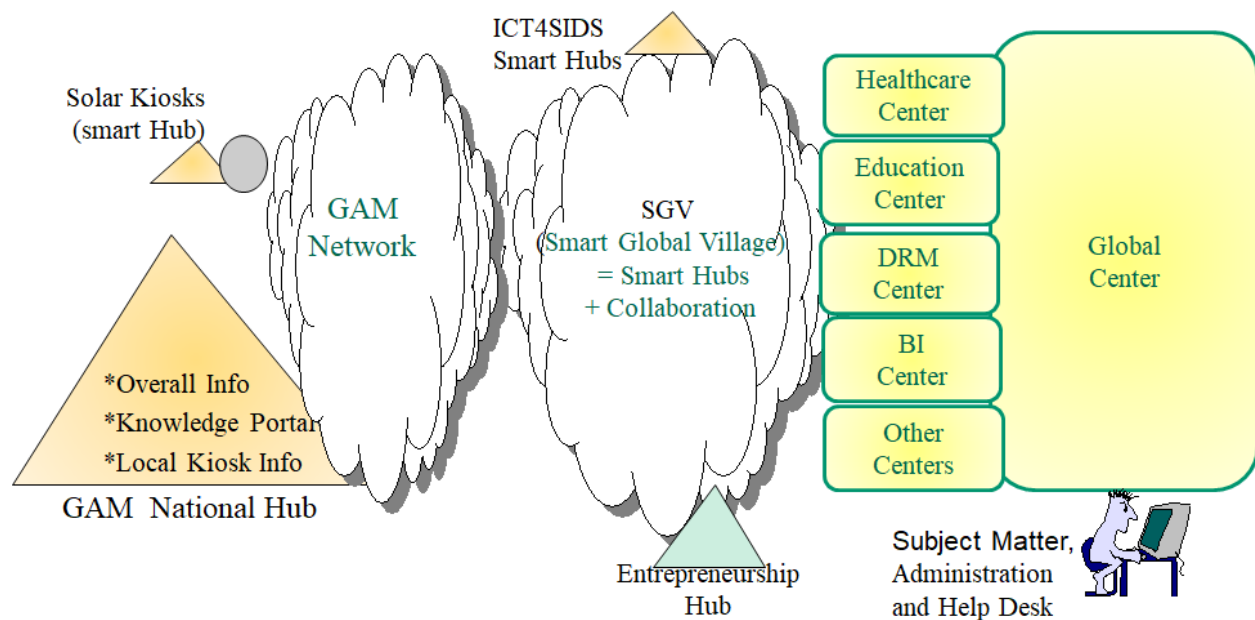 ICT4SIDS
Smart Hubs
Solar Kiosks
(smart Hub)
GAM
Network
SGV
(Smart Global Village)
= Smart Hubs
+ Collaboration
Healthcare
Center
Education
Center
DRM
Center
BI
Center
Other
Centers
Global
Center
*Overall Info
*Knowledge Portal
*Local Kiosk Info
GAM National Hub
Entrepreneurship
Hub
Subject Matter,
Administration
and Help Desk